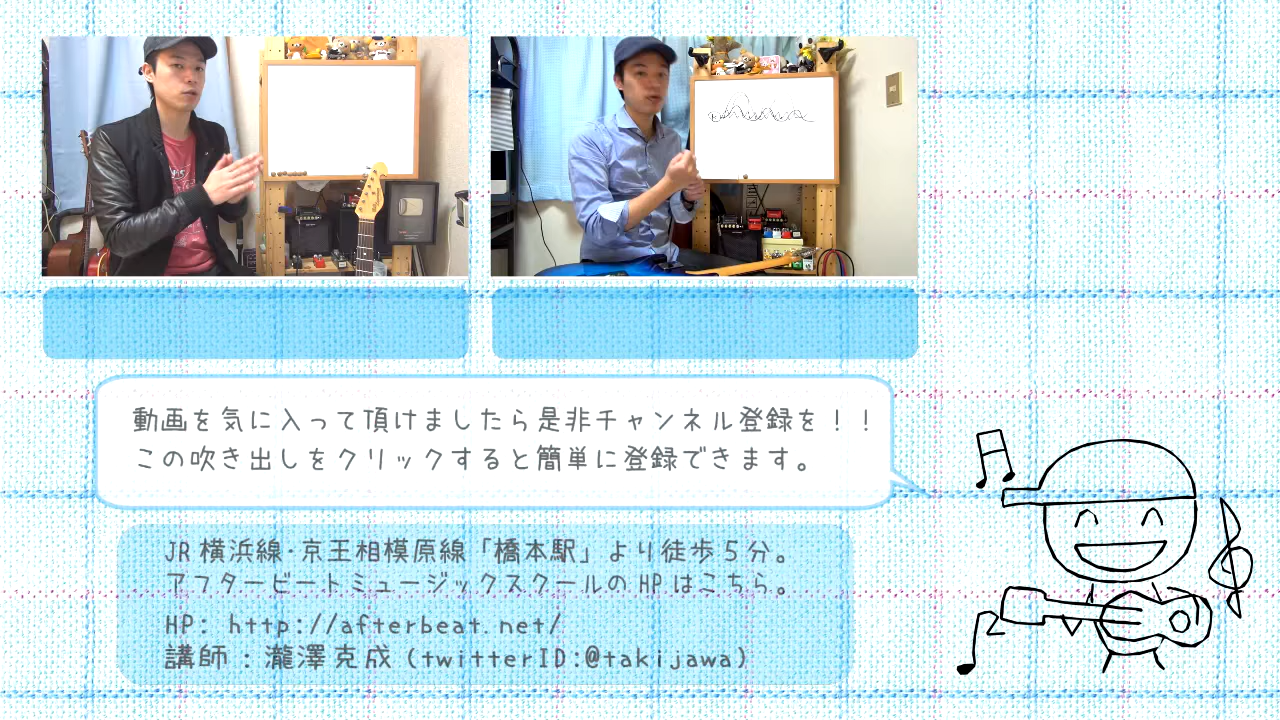 動画を気に入って頂けましたら是非チャンネル登録を！！
この吹き出しをクリックすると簡単に登録できます。
JR横浜線・京王相模原線「橋本駅」より徒歩5分。
アフタービートミュージックスクールのHPはこちら。
HP: http://afterbeat.net/
講師：瀧澤克成(twitterID:@takijawa)